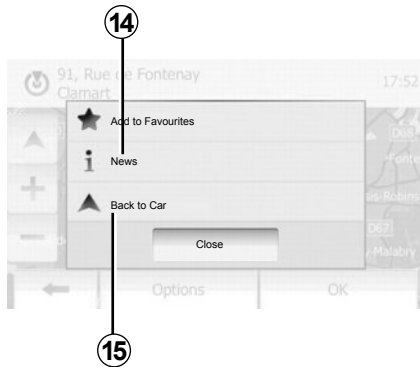 14
91, Rue de Fontenay
Clamart
17:52
Add to Favourites
News
Back to Car
Close
D67
Options
OK
15